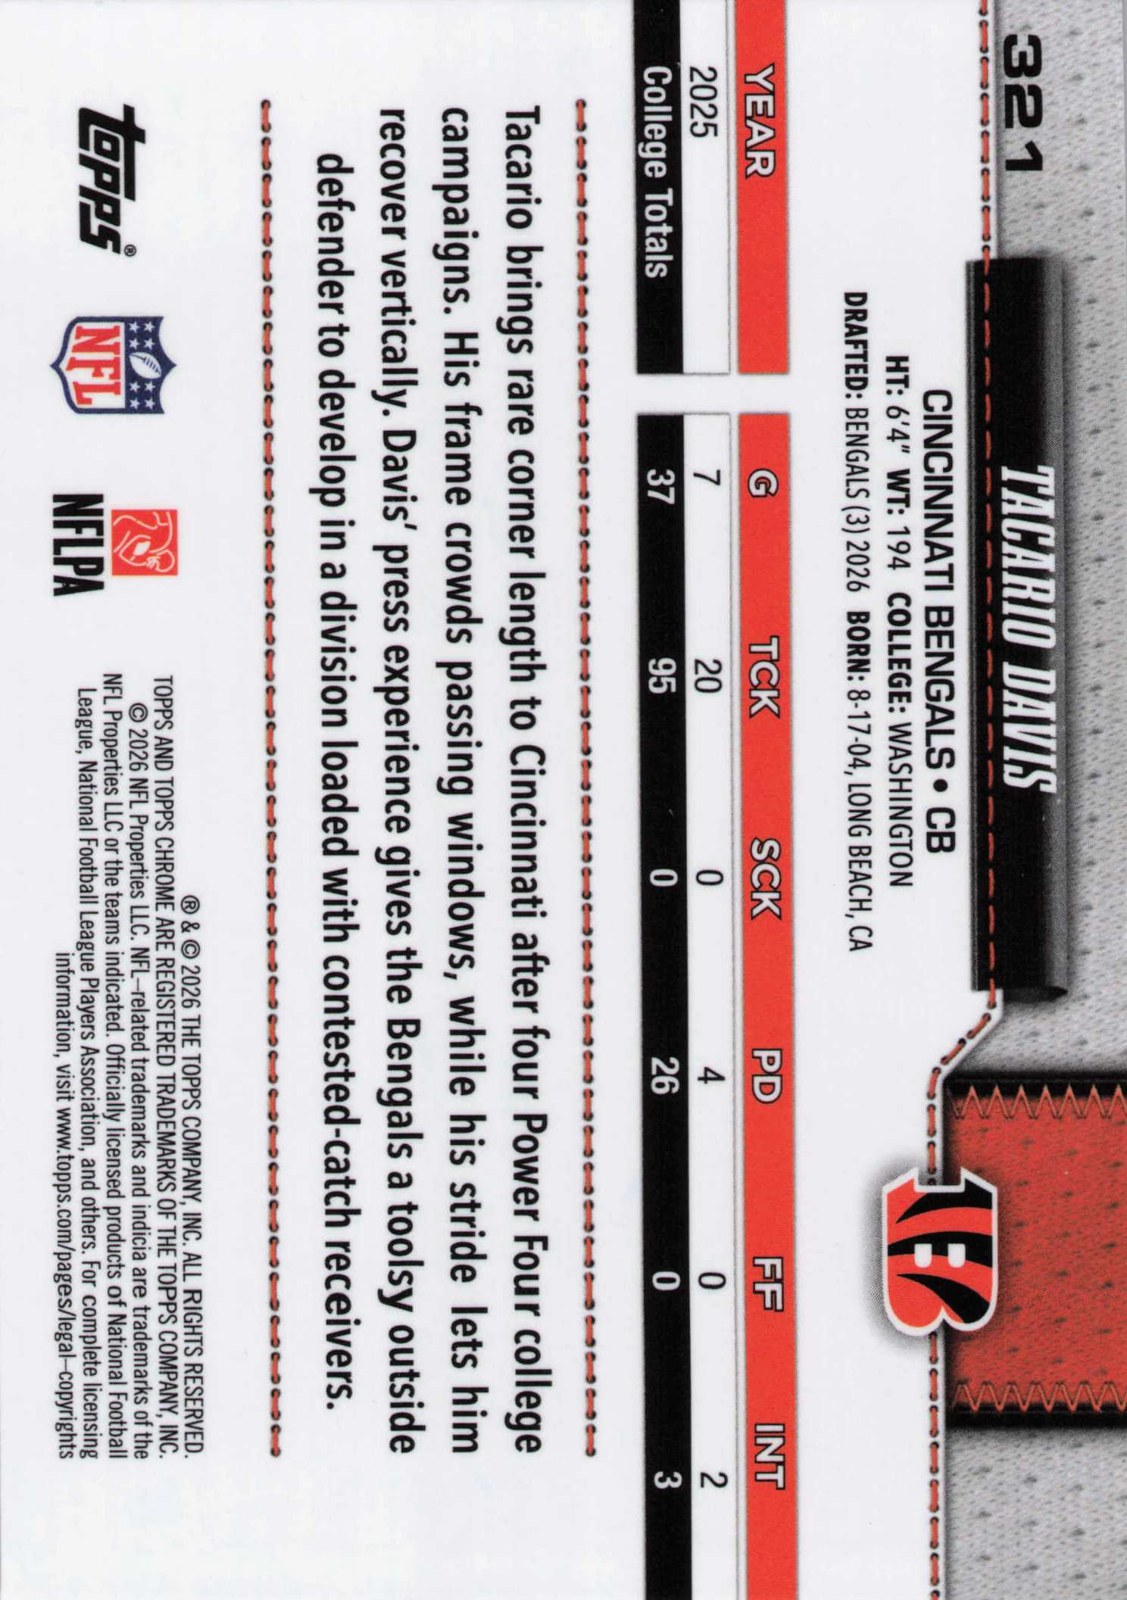 321
TACARIO DAVIS
CINCINNATI BENGALS • CB
HT: 6'4" WT: 194 COLLEGE: WASHINGTON
DRAFTED: BENGALS (3) 2026 BORN: 8-17-04, LONG BEACH, CA
B
YEAR G TCK SCK PD FF INT
2025 7 20 0 4 0 2
College Totals 37 95 0 26 0 3
Tacario brings rare corner length to Cincinnati after four Power Four college
campaigns. His frame crowds passing windows, while his stride lets him
recover vertically. Davis' press experience gives the Bengals a toolsy outside
defender to develop in a division loaded with contested-catch receivers.
topps®
NFL
NFLPA
® & © 2026 THE TOPPS COMPANY, INC. ALL RIGHTS RESERVED.
TOPPS AND TOPPS CHROME ARE REGISTERED TRADEMARKS OF THE TOPPS COMPANY, INC.
© 2026 NFL Properties LLC. NFL-related trademarks and indicia are trademarks of the
NFL Properties LLC or the teams indicated. Officially licensed products of National Football
League, National Football League Players Association, and others. For complete licensing
information, visit www.topps.com/pages/legal-copyrights